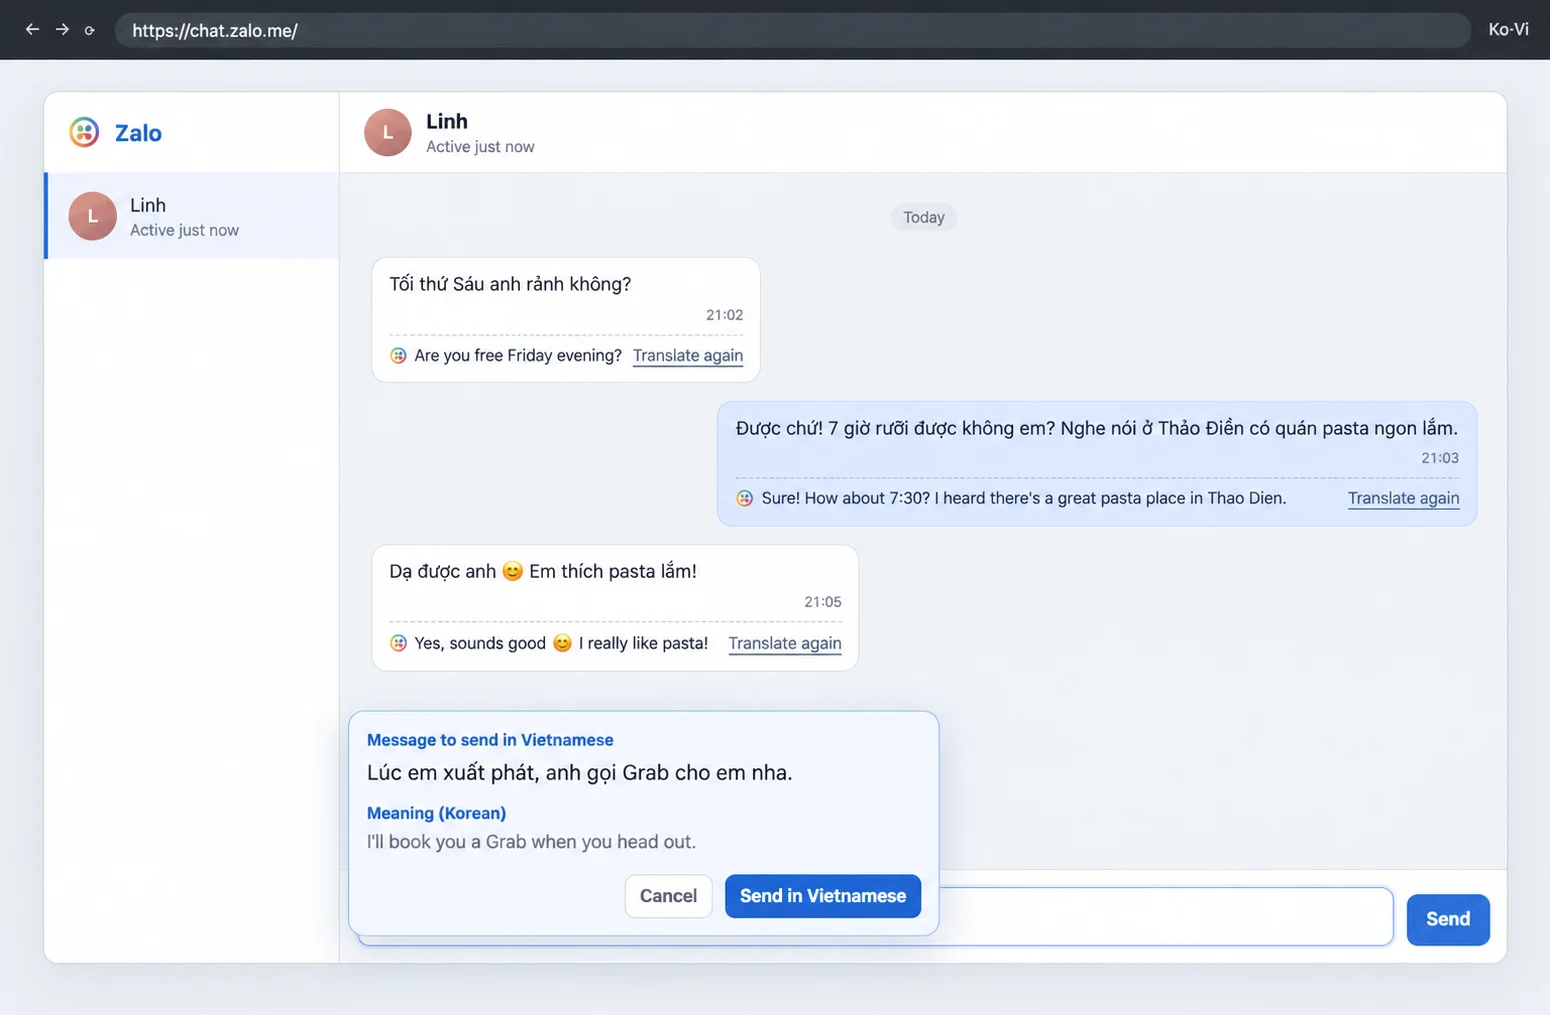 https://chat.zalo.me/
Ko-Vi
Zalo
L
Linh
Active just now
L
Linh
Active just now
Today
Tối thứ Sáu anh rảnh không?
21:02
Are you free Friday evening? Translate again
Được chứ! 7 giờ rưỡi được không em? Nghe nói ở Thảo Điền có quán pasta ngon lắm.
21:03
Sure! How about 7:30? I heard there's a great pasta place in Thao Dien. Translate again
Dạ được anh 😊 Em thích pasta lắm!
21:05
Yes, sounds good 😊 I really like pasta! Translate again
Message to send in Vietnamese
Lúc em xuất phát, anh gọi Grab cho em nha.
Meaning (Korean)
I'll book you a Grab when you head out.
Cancel
Send in Vietnamese
Send